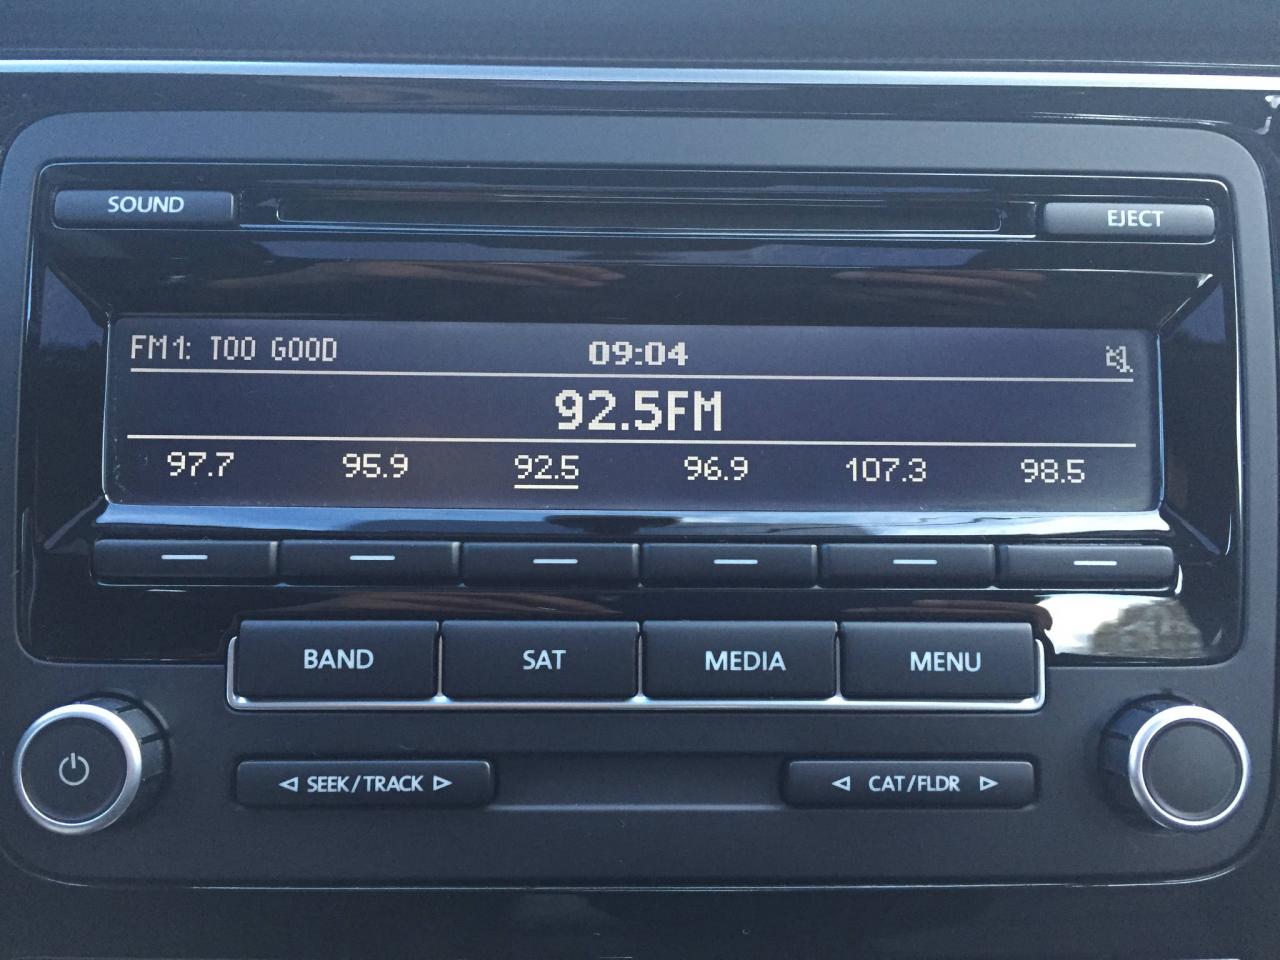 SOUND
EJECT
FM1: TOO GOOD 09:04
92.5FM
97.7 95.9 92.5 96.9 107.3 98.5
BAND SAT MEDIA MENU
SEEK/TRACK CAT/FLDR